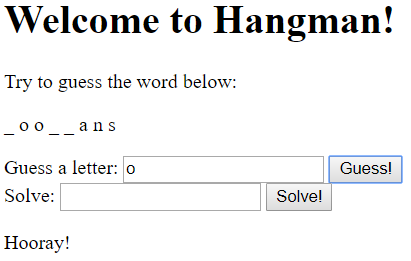 Welcome to Hangman!
Try to guess the word below:
_ o o _ _ a n s
Guess a letter: o Guess!
Solve: Solve!
Hooray!